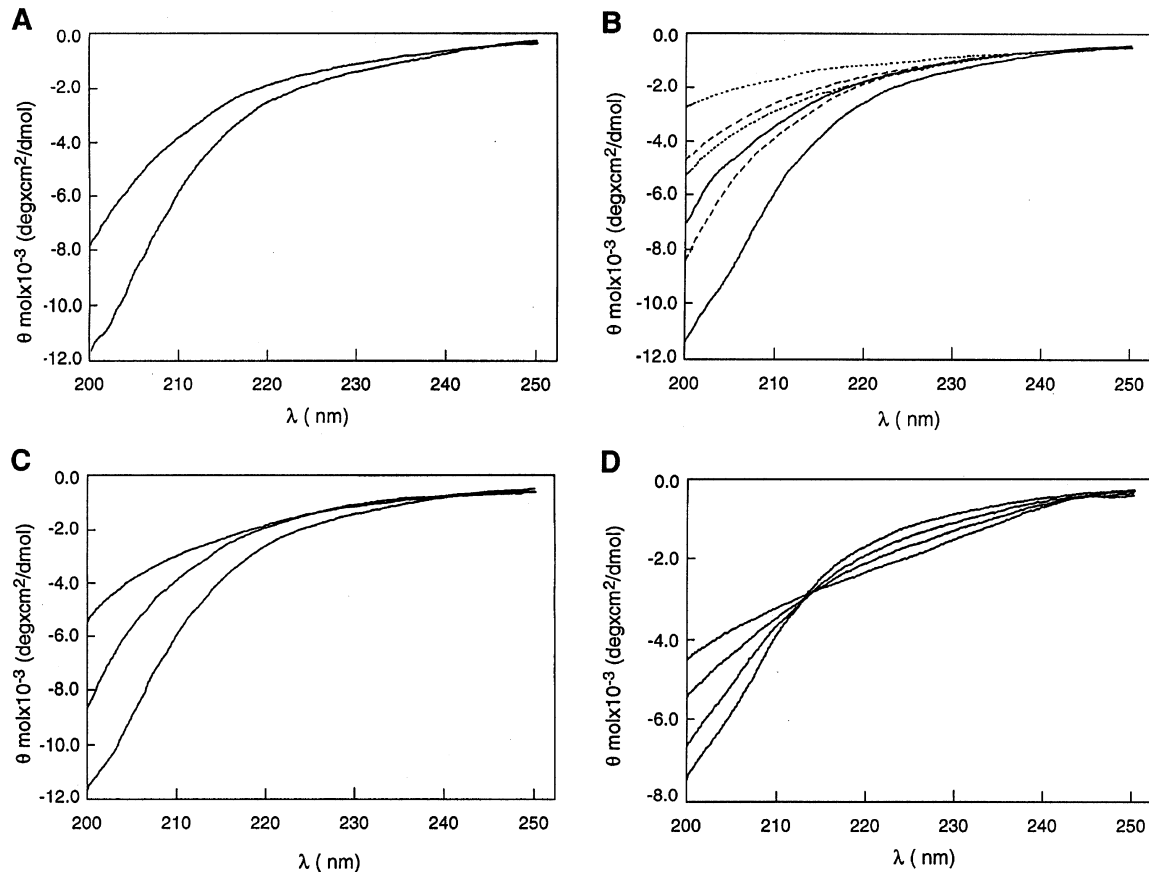 A
0.0
-2.0
-4.0
-6.0
-8.0
-10.0
-12.0
θ molx10⁻³ (degxcm²/dmol)
200 210 220 230 240 250
λ ( nm)
B
0.0
-2.0
-4.0
-6.0
-8.0
-10.0
-12.0
θ molx10⁻³ (degxcm²/dmol)
200 210 220 230 240 250
λ ( nm)
C
0.0
-2.0
-4.0
-6.0
-8.0
-10.0
-12.0
θ molx10⁻³ (degxcm²/dmol)
200 210 220 230 240 250
λ ( nm)
D
0.0
-2.0
-4.0
-6.0
-8.0
θ molx10⁻³ (degxcm²/dmol)
200 210 220 230 240 250
λ ( nm)